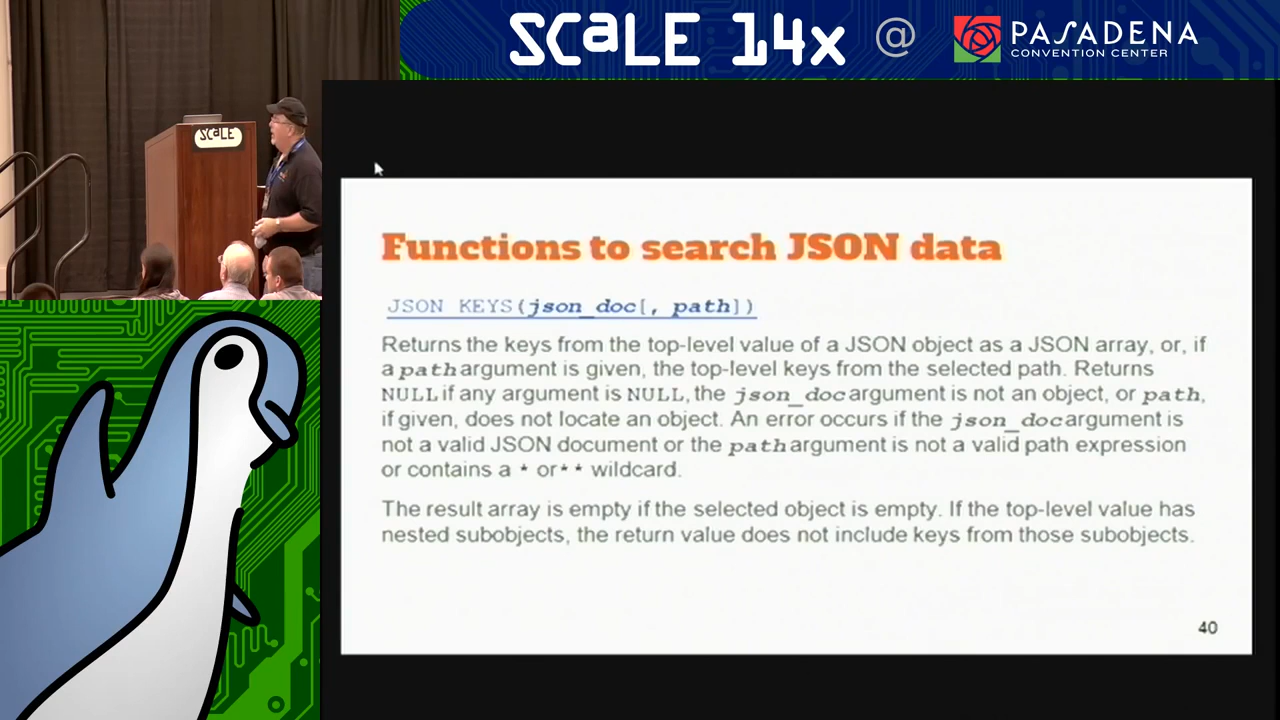 SCaLE 14x @ PASADENA
CONVENTION CENTER
SCaLE
Functions to search JSON data
JSON_KEYS(json_doc[, path])
Returns the keys from the top-level value of a JSON object as a JSON array, or, if
a path argument is given, the top-level keys from the selected path. Returns
NULL if any argument is NULL, the json_doc argument is not an object, or path,
if given, does not locate an object. An error occurs if the json_doc argument is
not a valid JSON document or the path argument is not a valid path expression
or contains a * or ** wildcard.
The result array is empty if the selected object is empty. If the top-level value has
nested subobjects, the return value does not include keys from those subobjects.
40